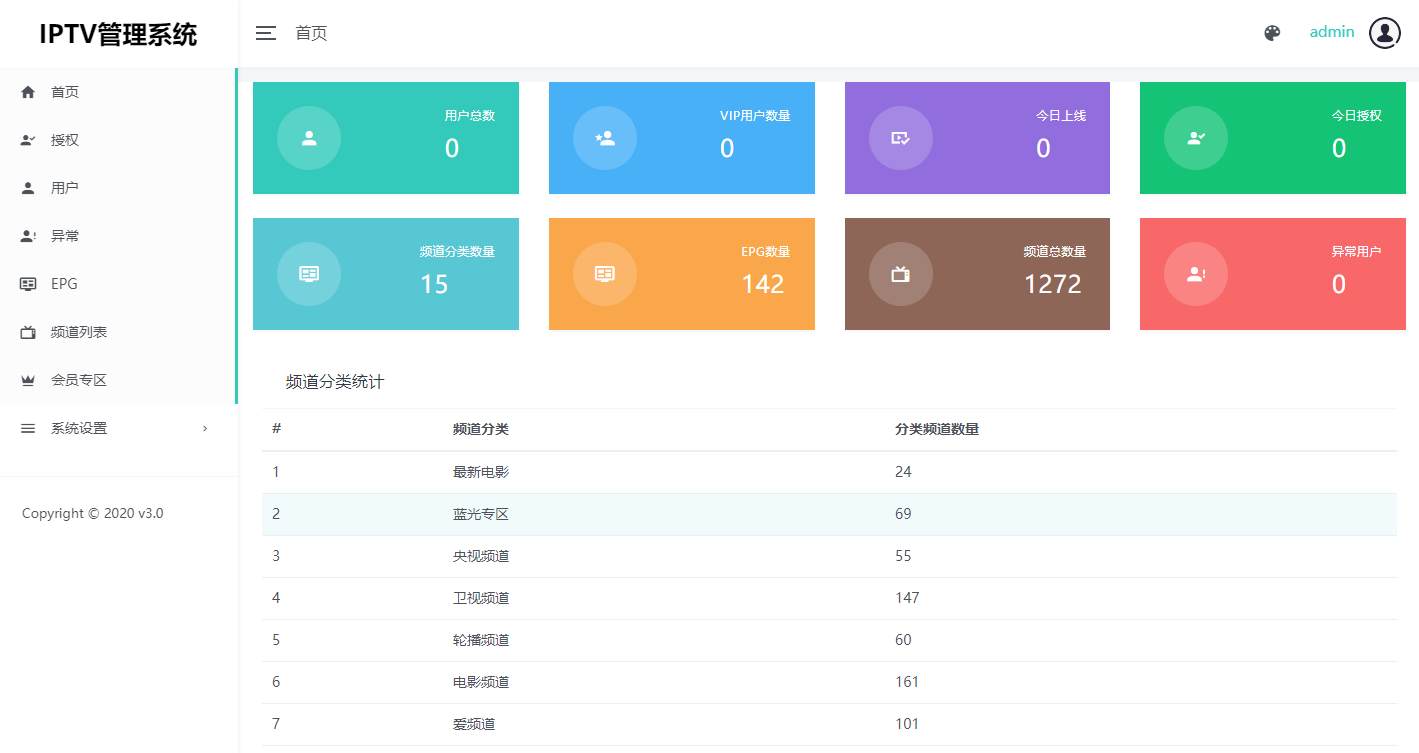 IPTV管理系统
首页
admin
首页
授权
用户
异常
EPG
频道列表
会员专区
系统设置
Copyright © 2020 v3.0
用户总数
0
VIP用户数量
0
今日上线
0
今日授权
0
频道分类数量
15
EPG数量
142
频道总数量
1272
异常用户
0
频道分类统计
# 频道分类 分类频道数量
1 最新电影 24
2 蓝光专区 69
3 央视频道 55
4 卫视频道 147
5 轮播频道 60
6 电影频道 161
7 爱频道 101